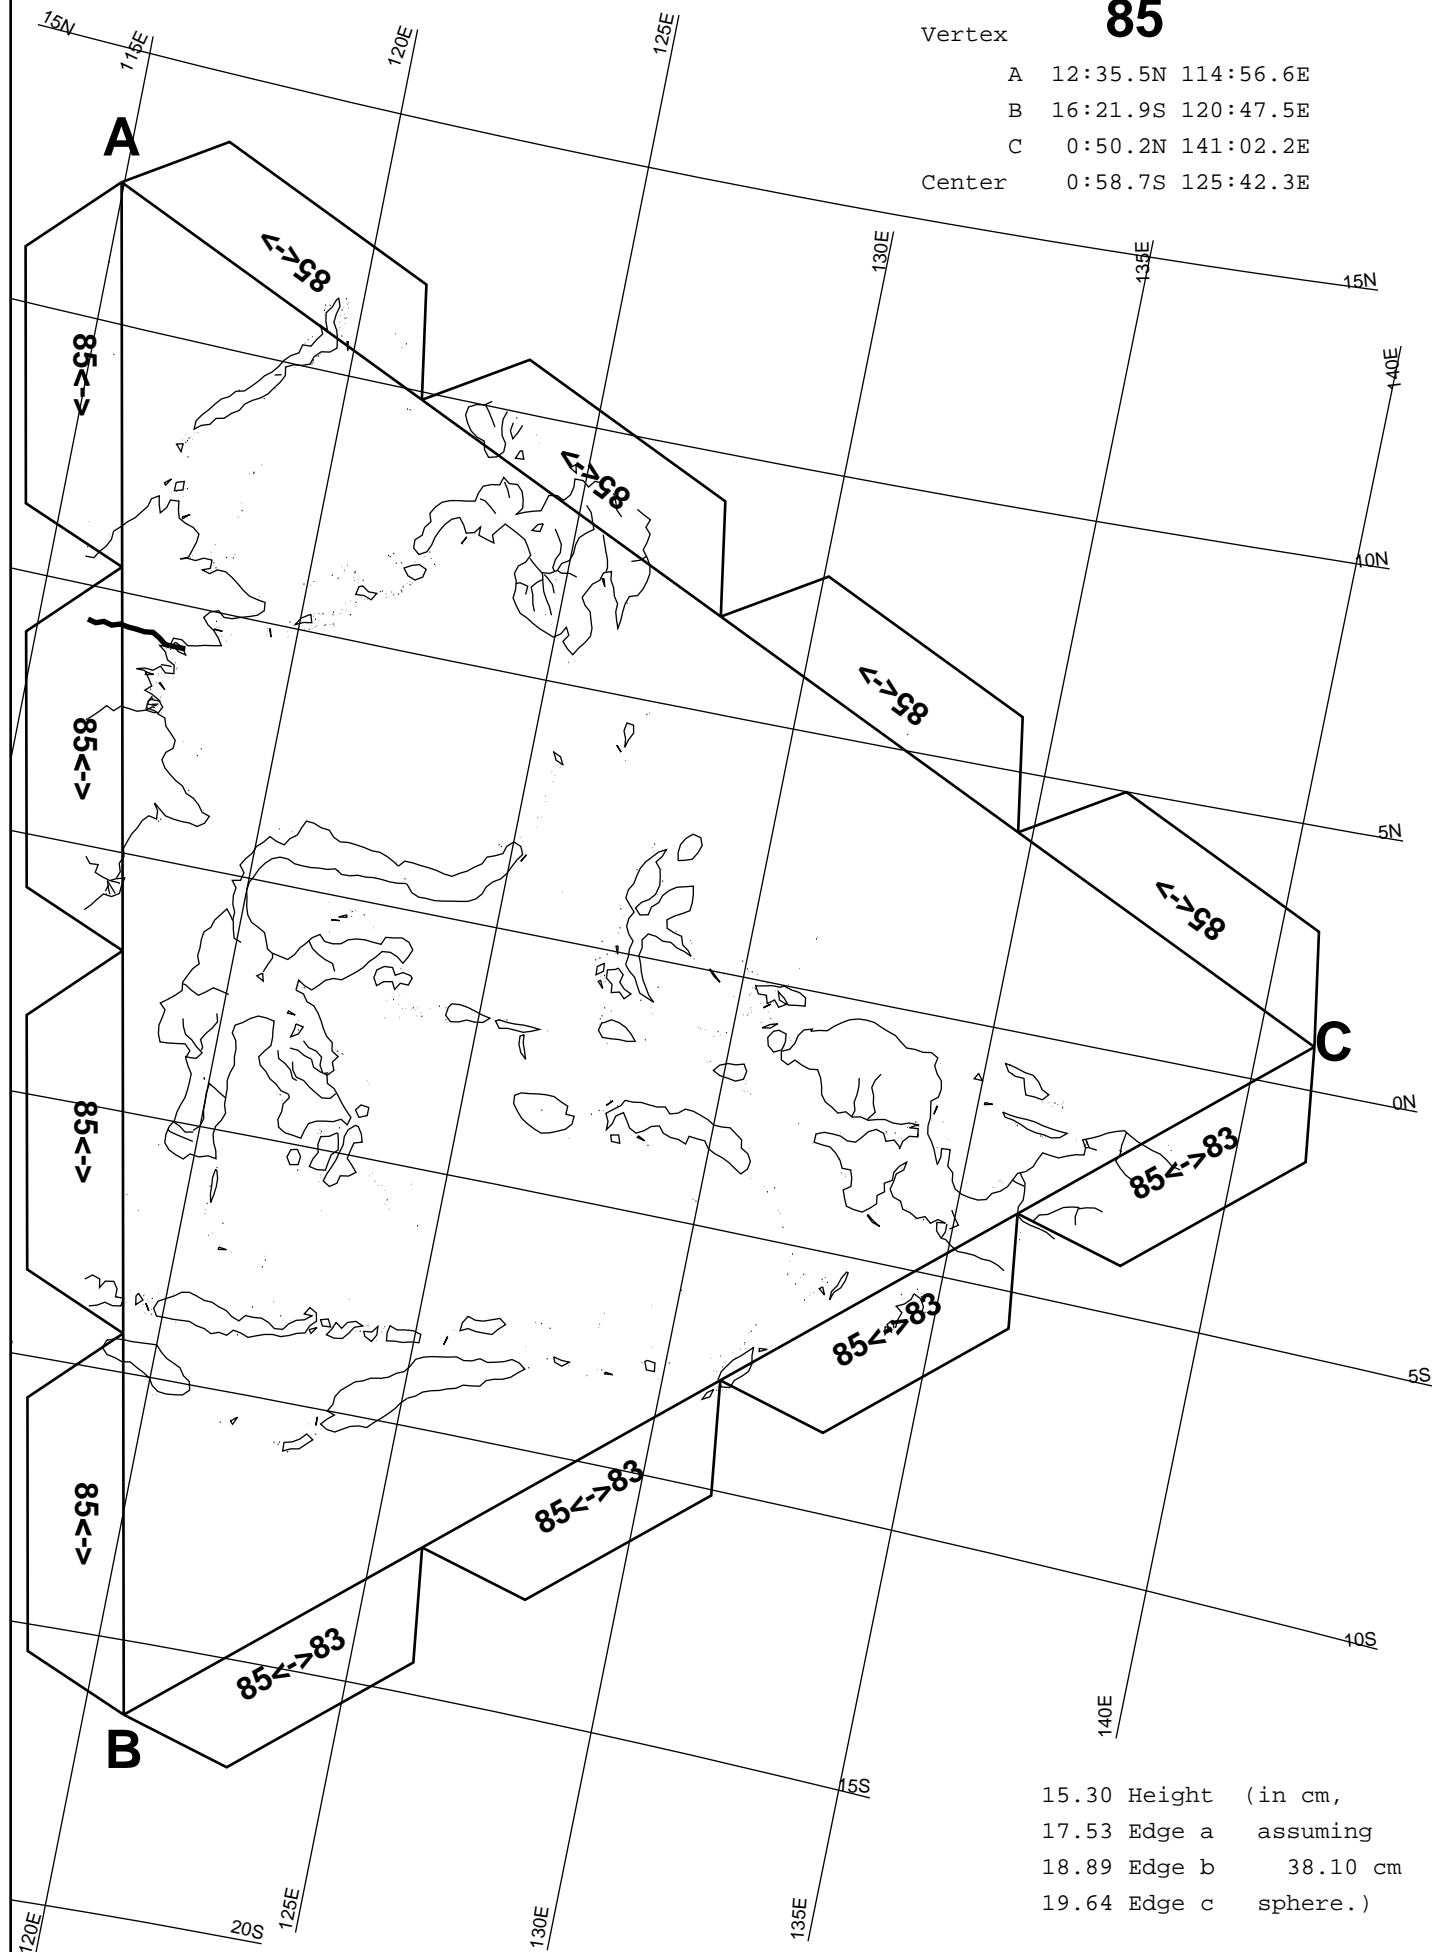 85
Vertex
A 12:35.5N 114:56.6E
B 16:21.9S 120:47.5E
C 0:50.2N 141:02.2E
Center 0:58.7S 125:42.3E
15N
115E
120E
125E
A
130E
135E
15N
140E
85<->
85<->
85<->
10N
85<->
85<->
5N
85<->
C
0N
85<->
85<->83
85<->83
5S
85<->83
85<->
10S
85<->83
140E
B
15S
15.30 Height (in cm,
17.53 Edge a assuming
18.89 Edge b 38.10 cm
19.64 Edge c sphere.)
120E
20S
125E
130E
135E